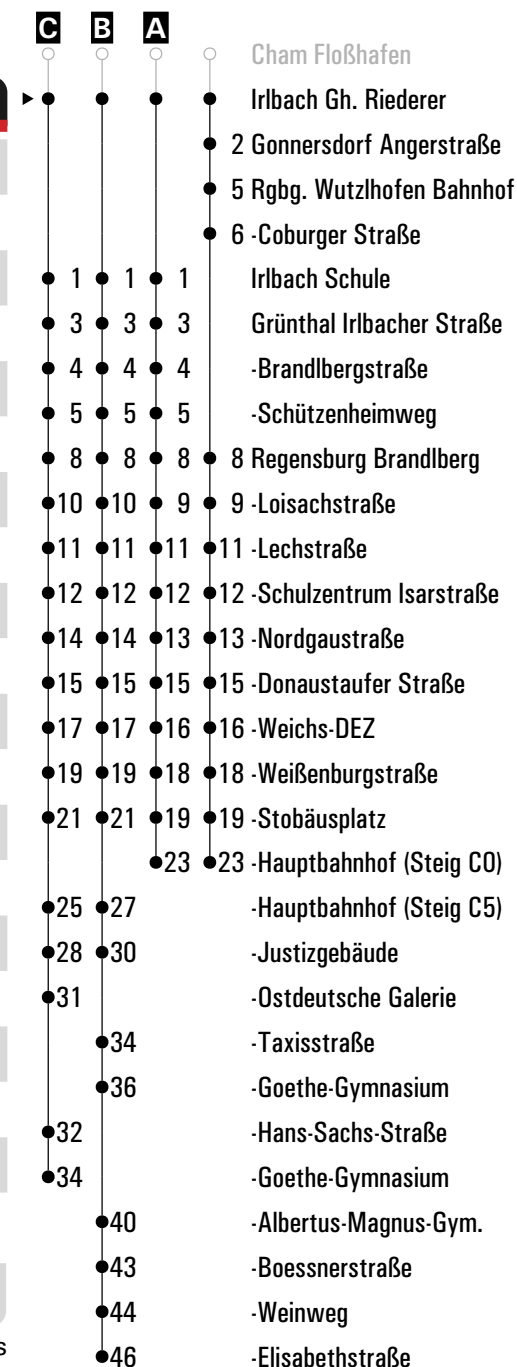 C B A
Cham Floßhafen
Irlbach Gh. Riederer
2 Gonnersdorf Angerstraße
5 Rgbg. Wutzlhofen Bahnhof
6 -Coburger Straße
1 1 1 Irlbach Schule
3 3 3 Grünthal Irlbacher Straße
4 4 4 -Brandlbergstraße
5 5 5 -Schützenheimweg
8 8 8 8 Regensburg Brandlberg
10 10 9 9 -Loisachstraße
11 11 11 11 -Lechstraße
12 12 12 12 -Schulzentrum Isarstraße
14 14 13 13 -Nordgaustraße
15 15 15 15 -Donaustaufer Straße
17 17 16 16 -Weichs-DEZ
19 19 18 18 -Weißenburgstraße
21 21 19 19 -Stobäusplatz
23 23 -Hauptbahnhof (Steig C0)
25 27 -Hauptbahnhof (Steig C5)
28 30 -Justizgebäude
31 -Ostdeutsche Galerie
34 -Taxisstraße
36 -Goethe-Gymnasium
32 -Hans-Sachs-Straße
34 -Goethe-Gymnasium
40 -Albertus-Magnus-Gym.
43 -Boessnerstraße
44 -Weinweg
s 46 -Elisabethstraße